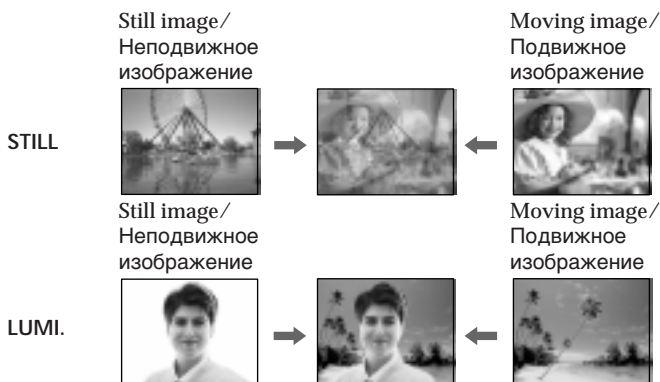 Still image/
Неподвижное
изображение
Moving image/
Подвижное
изображение
STILL
Still image/
Неподвижное
изображение
Moving image/
Подвижное
изображение
LUMI.